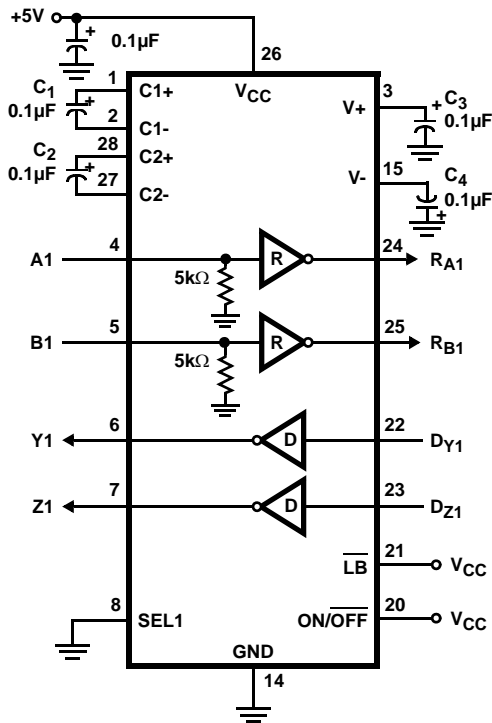 +5V
+ 0.1µF
26
1
C1 + 0.1µF
C1+
VCC
3
V+
+ C3 0.1µF
2
C1-
28
C2 + 0.1µF
C2+
27
C2-
15
V-
C4 0.1µF +
A1 4 R 24 RA1
5kΩ
B1 5 R 25 RB1
5kΩ
Y1 6 D 22 DY1
Z1 7 D 23 DZ1
LB 21 VCC
8 SEL1
ON/OFF 20 VCC
GND
14